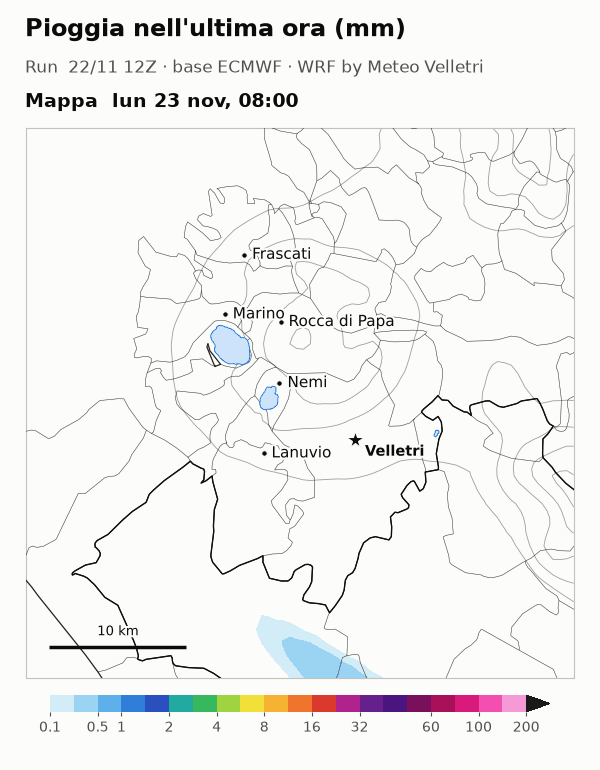 Pioggia nell'ultima ora (mm)
Run  22/11 12Z · base ECMWF · WRF by Meteo Velletri
Mappa  lun 23 nov, 08:00
Frascati
Marino
Rocca di Papa
Nemi
Velletri
Lanuvio
10 km
0.1 0.5 1 2 4 8 16 32 60 100 200